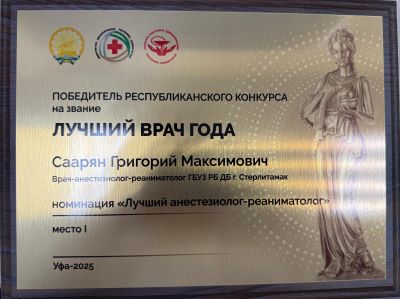 ПОБЕДИТЕЛЬ РЕСПУБЛИКАНСКОГО КОНКУРСА
на звание
ЛУЧШИЙ ВРАЧ ГОДА
Саарян Григорий Максимович
Врач-анестезиолог-реаниматолог ГБУЗ РБ ДБ г. Стерлитамак
номинация «Лучший анестезиолог-реаниматолог»
место I
Уфа-2025